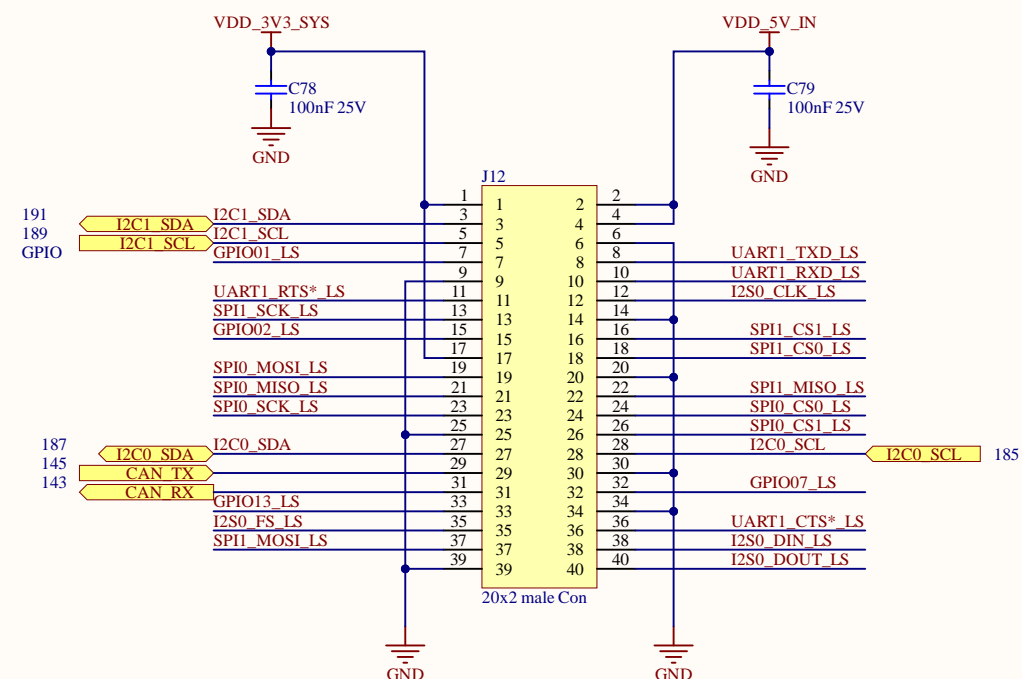 VDD_3V3_SYS
VDD_5V_IN
C78
100nF 25V
C79
100nF 25V
GND
GND
J12
1 1 2 2
191 I2C1_SDA I2C1_SDA 3 3 4 4
189 I2C1_SCL I2C1_SCL 5 5 6 6
GPIO GPIO01_LS 7 7 8 8 UART1_TXD_LS
9 9 10 10 UART1_RXD_LS
UART1_RTS*_LS 11 11 12 12 I2S0_CLK_LS
SPI1_SCK_LS 13 13 14 14
GPIO02_LS 15 15 16 16 SPI1_CS1_LS
17 17 18 18 SPI1_CS0_LS
SPI0_MOSI_LS 19 19 20 20
SPI0_MISO_LS 21 21 22 22 SPI1_MISO_LS
SPI0_SCK_LS 23 23 24 24 SPI0_CS0_LS
25 25 26 26 SPI0_CS1_LS
187 I2C0_SDA I2C0_SDA 27 27 28 28 I2C0_SCL I2C0_SCL 185
145 CAN_TX 29 29 30 30
143 CAN_RX 31 31 32 32 GPIO07_LS
GPIO13_LS 33 33 34 34
I2S0_FS_LS 35 35 36 36 UART1_CTS*_LS
SPI1_MOSI_LS 37 37 38 38 I2S0_DIN_LS
39 39 40 40 I2S0_DOUT_LS
20x2 male Con
GND
GND